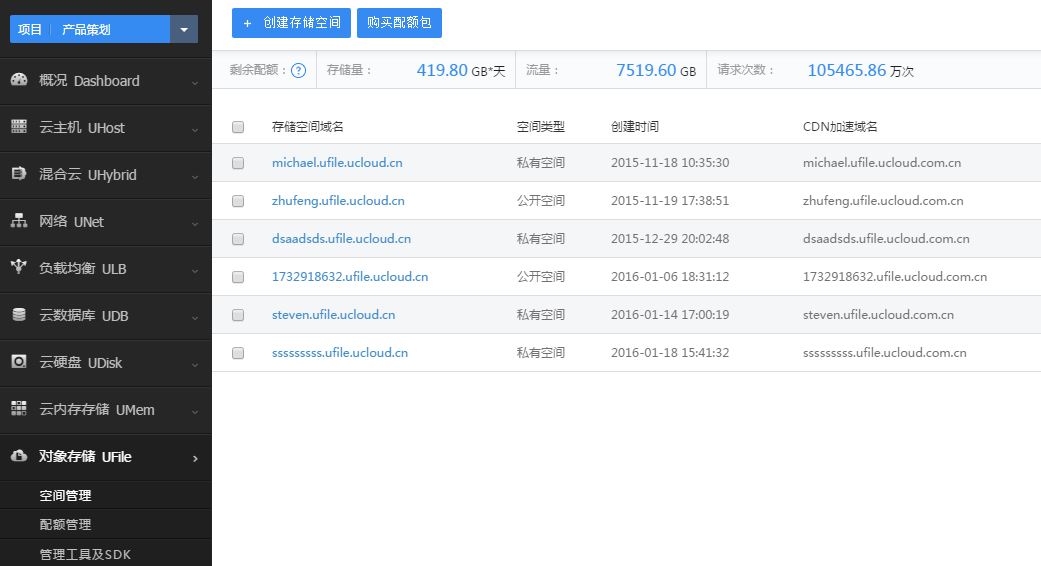 项目 产品策划
概况 Dashboard
云主机 UHost
混合云 UHybrid
网络 UNet
负载均衡 ULB
云数据库 UDB
云硬盘 UDisk
云内存存储 UMem
对象存储 UFile
空间管理
配额管理
管理工具及SDK
+ 创建存储空间 购买配额包
剩余配额： ? 存储量： 419.80 GB*天 流量： 7519.60 GB 请求次数： 105465.86 万次
存储空间域名 空间类型 创建时间 CDN加速域名
michael.ufile.ucloud.cn 私有空间 2015-11-18 10:35:30 michael.ufile.ucloud.com.cn
zhufeng.ufile.ucloud.cn 公开空间 2015-11-19 17:38:51 zhufeng.ufile.ucloud.com.cn
dsaadsds.ufile.ucloud.cn 私有空间 2015-12-29 20:02:48 dsaadsds.ufile.ucloud.com.cn
1732918632.ufile.ucloud.cn 公开空间 2016-01-06 18:31:12 1732918632.ufile.ucloud.com.cn
steven.ufile.ucloud.cn 私有空间 2016-01-14 17:00:19 steven.ufile.ucloud.com.cn
sssssssss.ufile.ucloud.cn 私有空间 2016-01-18 15:41:32 sssssssss.ufile.ucloud.com.cn